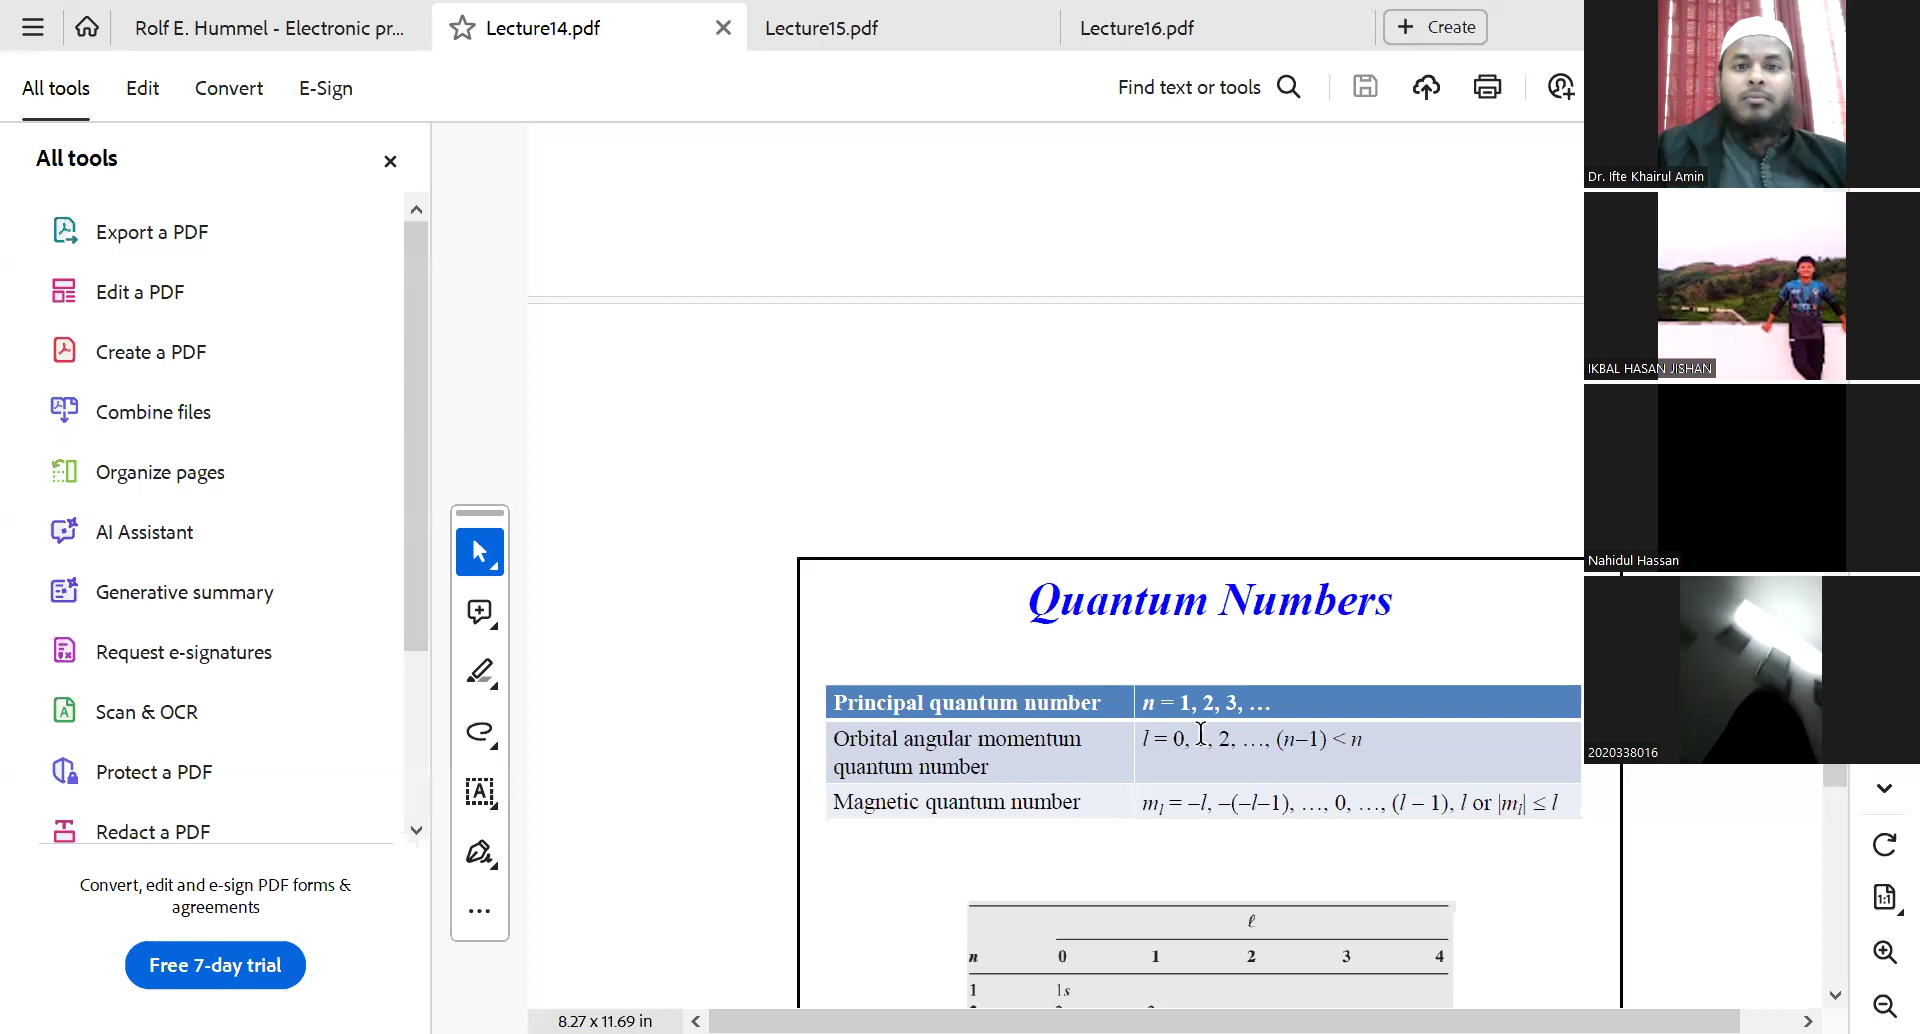 Rolf E. Hummel - Electronic pr...
Lecture14.pdf
Lecture15.pdf
Lecture16.pdf
+ Create
All tools
Edit
Convert
E-Sign
Find text or tools
All tools
Export a PDF
Edit a PDF
Create a PDF
Combine files
Organize pages
AI Assistant
Generative summary
Request e-signatures
Scan & OCR
Protect a PDF
Redact a PDF
Convert, edit and e-sign PDF forms &
agreements
Free 7-day trial
Quantum Numbers
Principal quantum number n = 1, 2, 3, …
Orbital angular momentum l = 0, , 2, …, (n−1) < n
quantum number
Magnetic quantum number mₗ = −l, −(−l−1), …, 0, …, (l − 1), l or |mₗ| ≤ l
ℓ
n 0 1 2 3 4
1 1s
8.27 x 11.69 in
Dr. Ifte Khairul Amin
IKBAL HASAN JISHAN
Nahidul Hassan
2020338016
1:1